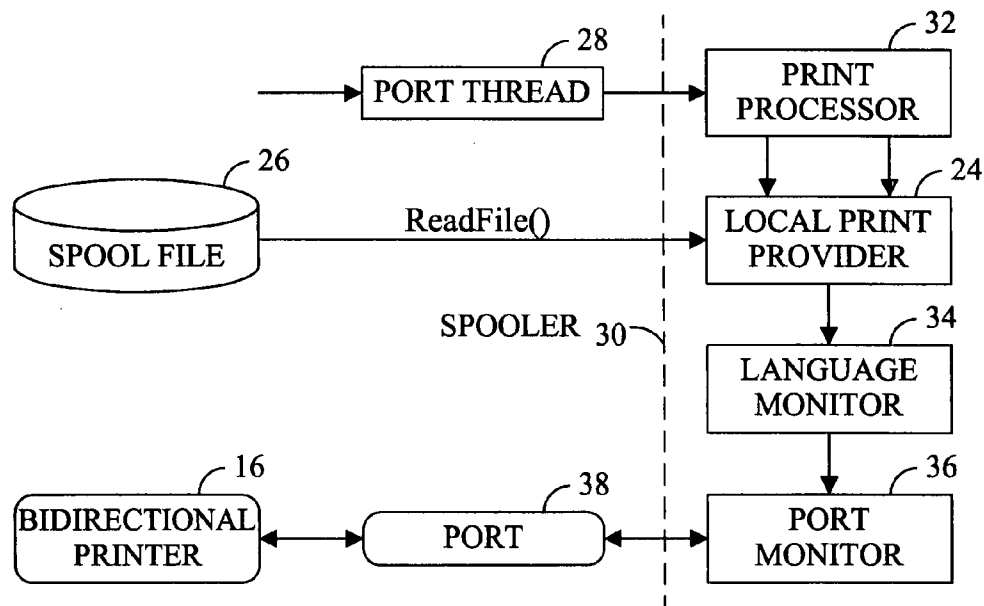 28
PORT THREAD
32
PRINT
PROCESSOR
26
SPOOL FILE
ReadFile()
24
LOCAL PRINT
PROVIDER
SPOOLER 30
34
LANGUAGE
MONITOR
16
BIDIRECTIONAL
PRINTER
38
PORT
36
PORT
MONITOR